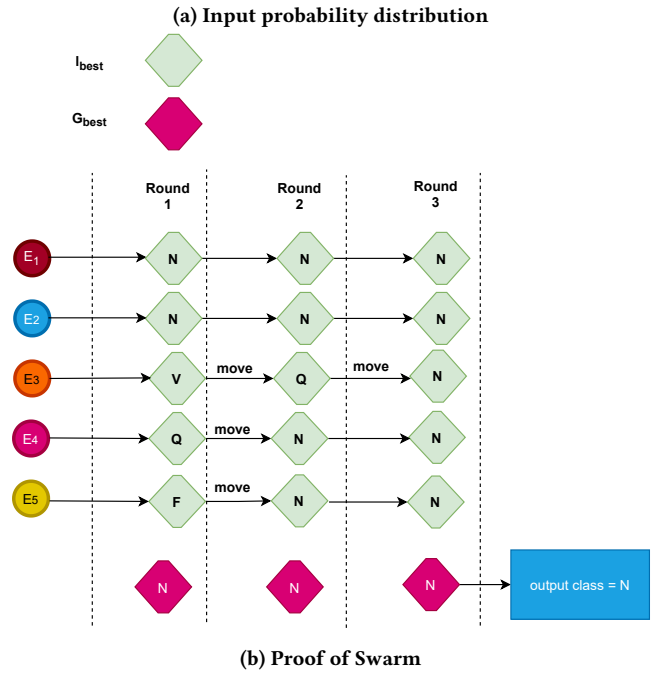 (a) Input probability distribution
Ibest
Gbest
Round 1
Round 2
Round 3
E1 N N N
E2 N N N
E3 V move Q move N
E4 Q move N N
E5 F move N N
N N N output class = N
(b) Proof of Swarm